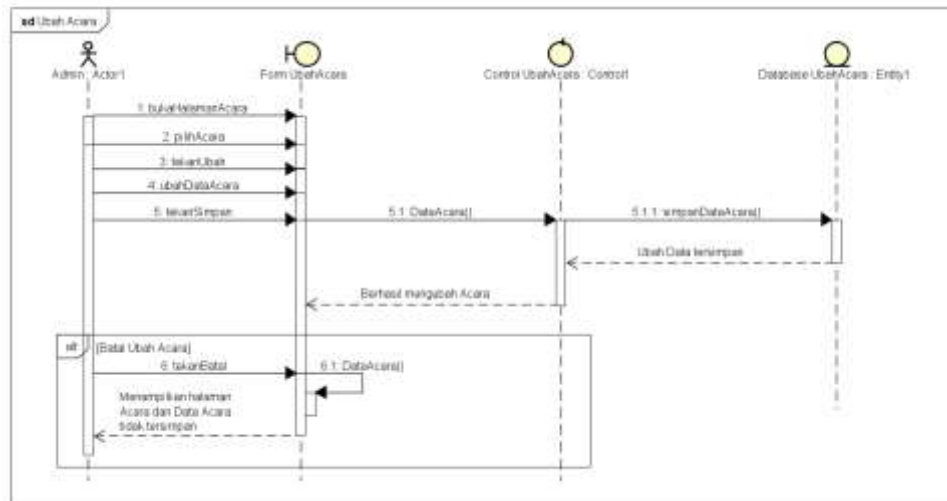 sd Ubah Acara
Admin : Actor1
Form UbahAcara
Control UbahAcara : Control1
Database UbahAcara : Entity1
1: bukaHalamanAcara
2: pilihAcara
3: tekanUbah
4: ubahDataAcara
5: tekanSimpan
5.1: DataAcara()
5.1.1: simpanDataAcara()
Ubah Data tersimpan
Berhasil mengubah Acara
alt
[Batal Ubah Acara]
6: tekanBatal
6.1: DataAcara()
Menampilkan halaman
Acara dan Data Acara
tidak tersimpan